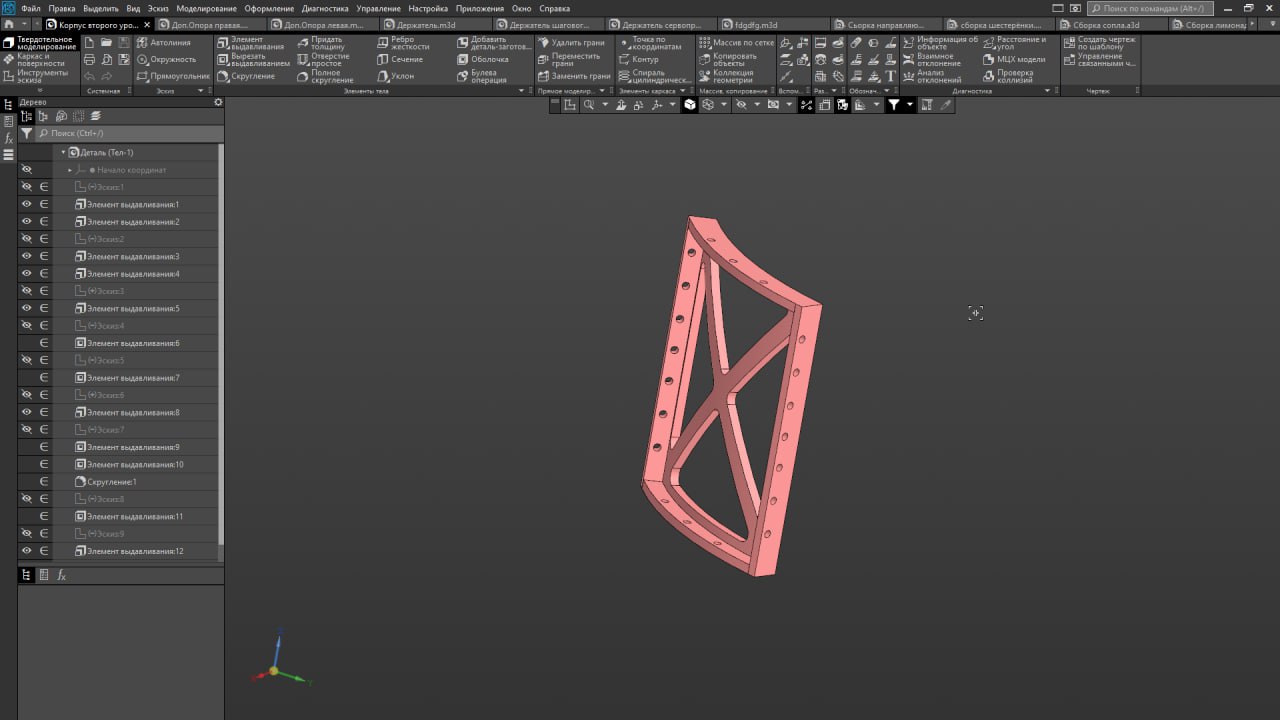 Файл Правка Выделить Вид Эскиз Моделирование Оформление Диагностика Управление Настройка Приложения Окно Справка Поиск по командам (Alt+/)
Корпус второго уро... Доп.Опора правая.... Доп.Опора левая.m... Держатель.m3d Держатель шагового... Держатель сервопр... fdgdfg.m3d Сборка сопла.a3d
Твердотельное моделирование
Каркас и поверхности
Инструменты эскиза
Системная
Автолиния
Окружность
Прямоугольник
Эскиз
Элемент выдавливания
Вырезать выдавливанием
Скругление
Придать толщину
Отверстие простое
Полное скругление
Ребро жесткости
Сечение
Уклон
Добавить деталь-заготов...
Оболочка
Булева операция
Элементы тела
Удалить грани
Переместить грани
Заменить грани
Прямое моделир...
Точка по координатам
Контур
Спираль цилиндрическ...
Элементы каркаса
Массив по сетке
Копировать объекты
Коллекция геометрии
Массив, копирование
Вспом...
Раз...
Обознач...
Информация об объекте
Взаимное отклонение
Анализ отклонений
Расстояние и угол
МЦХ модели
Проверка коллизий
Диагностика
Создать чертеж по шаблону
Управление связанными ч...
Чертеж
Дерево
Поиск (Ctrl+/)
Деталь (Тел-1)
Начало координат
(-)Эскиз:1
Элемент выдавливания:1
Элемент выдавливания:2
(-)Эскиз:2
Элемент выдавливания:3
Элемент выдавливания:4
Эскиз:3
Элемент выдавливания:5
(-)Эскиз:4
Элемент выдавливания:6
Эскиз:5
Элемент выдавливания:7
Эскиз:6
Элемент выдавливания:8
(-)Эскиз:7
Элемент выдавливания:9
Элемент выдавливания:10
Скругление:1
(-)Эскиз:8
Элемент выдавливания:11
(-)Эскиз:9
Элемент выдавливания:12